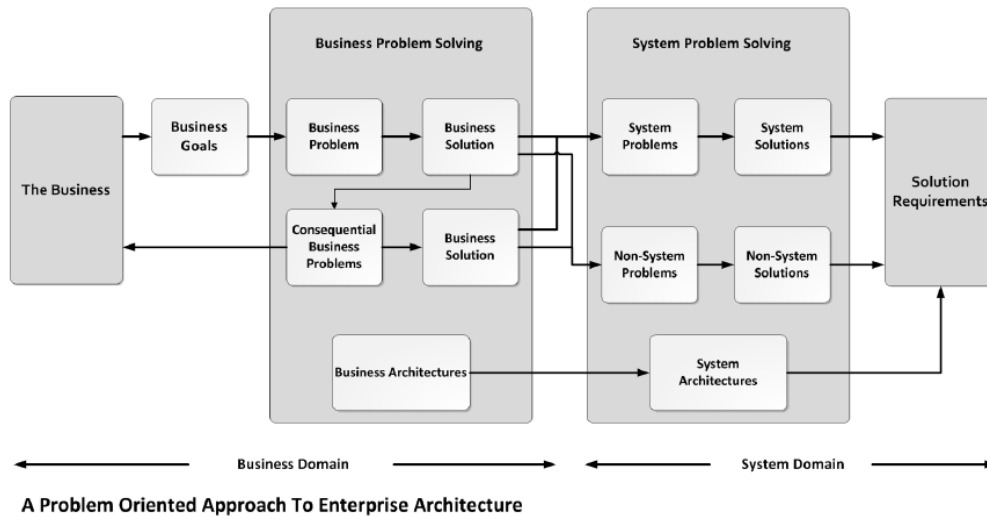 Business Problem Solving
System Problem Solving
The Business
Business
Goals
Business
Problem
Business
Solution
System
Problems
System
Solutions
Solution
Requirements
Consequential
Business
Problems
Business
Solution
Non-System
Problems
Non-System
Solutions
Business Architectures
System
Architectures
Business Domain
System Domain
A Problem Oriented Approach To Enterprise Architecture